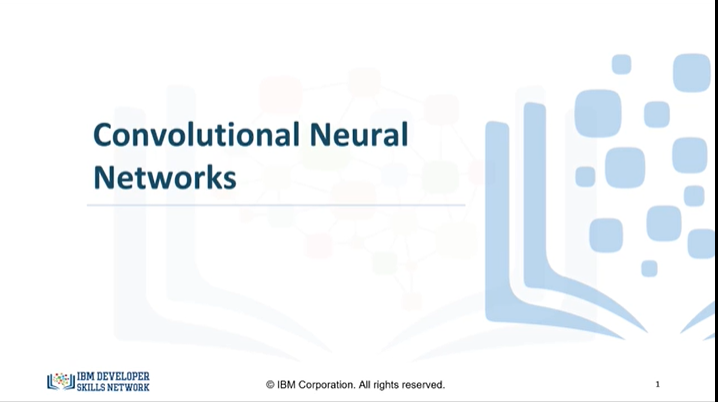 Convolutional Neural
Networks
IBM DEVELOPER
SKILLS NETWORK
© IBM Corporation. All rights reserved.
1